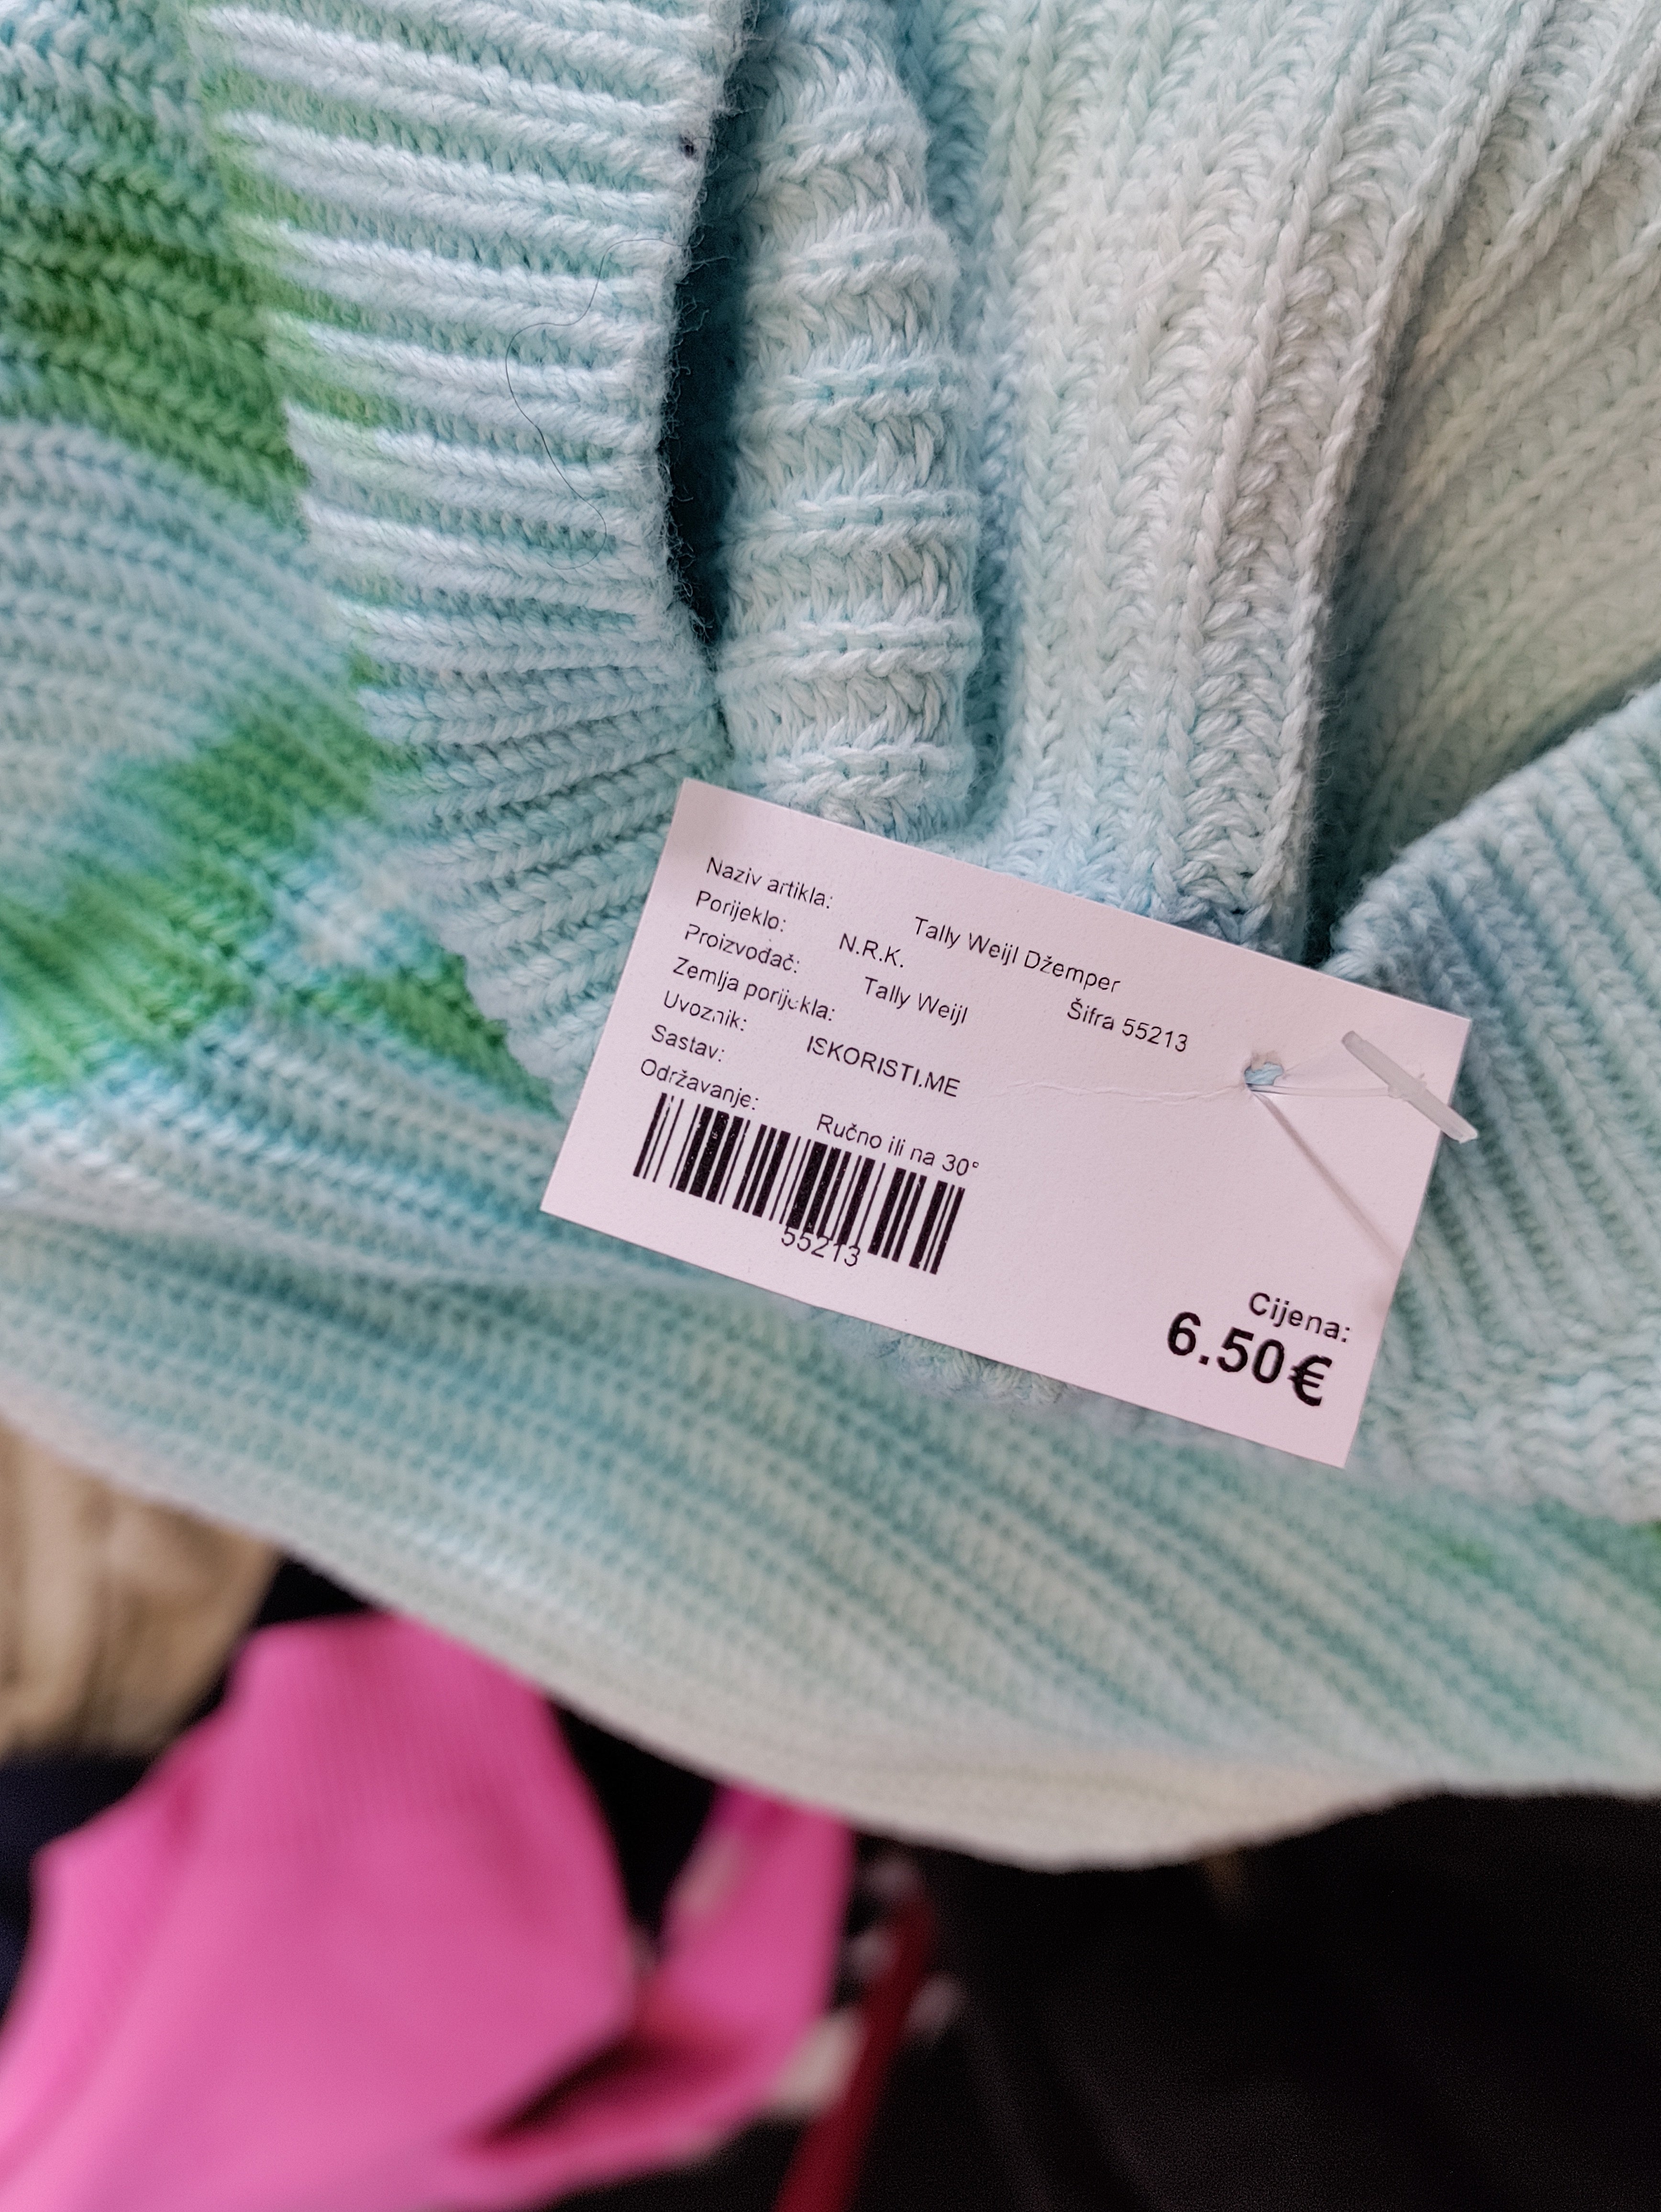 Naziv artikla: Tally Weijl Džemper
Porijeklo: N.R.K. Šifra 55213
Proizvođač: Tally Weijl
Zemlja porijekla:
Uvoznik: ISKORISTI.ME
Sastav:
Održavanje: Ručno ili na 30°
55213
Cijena:
6.50€